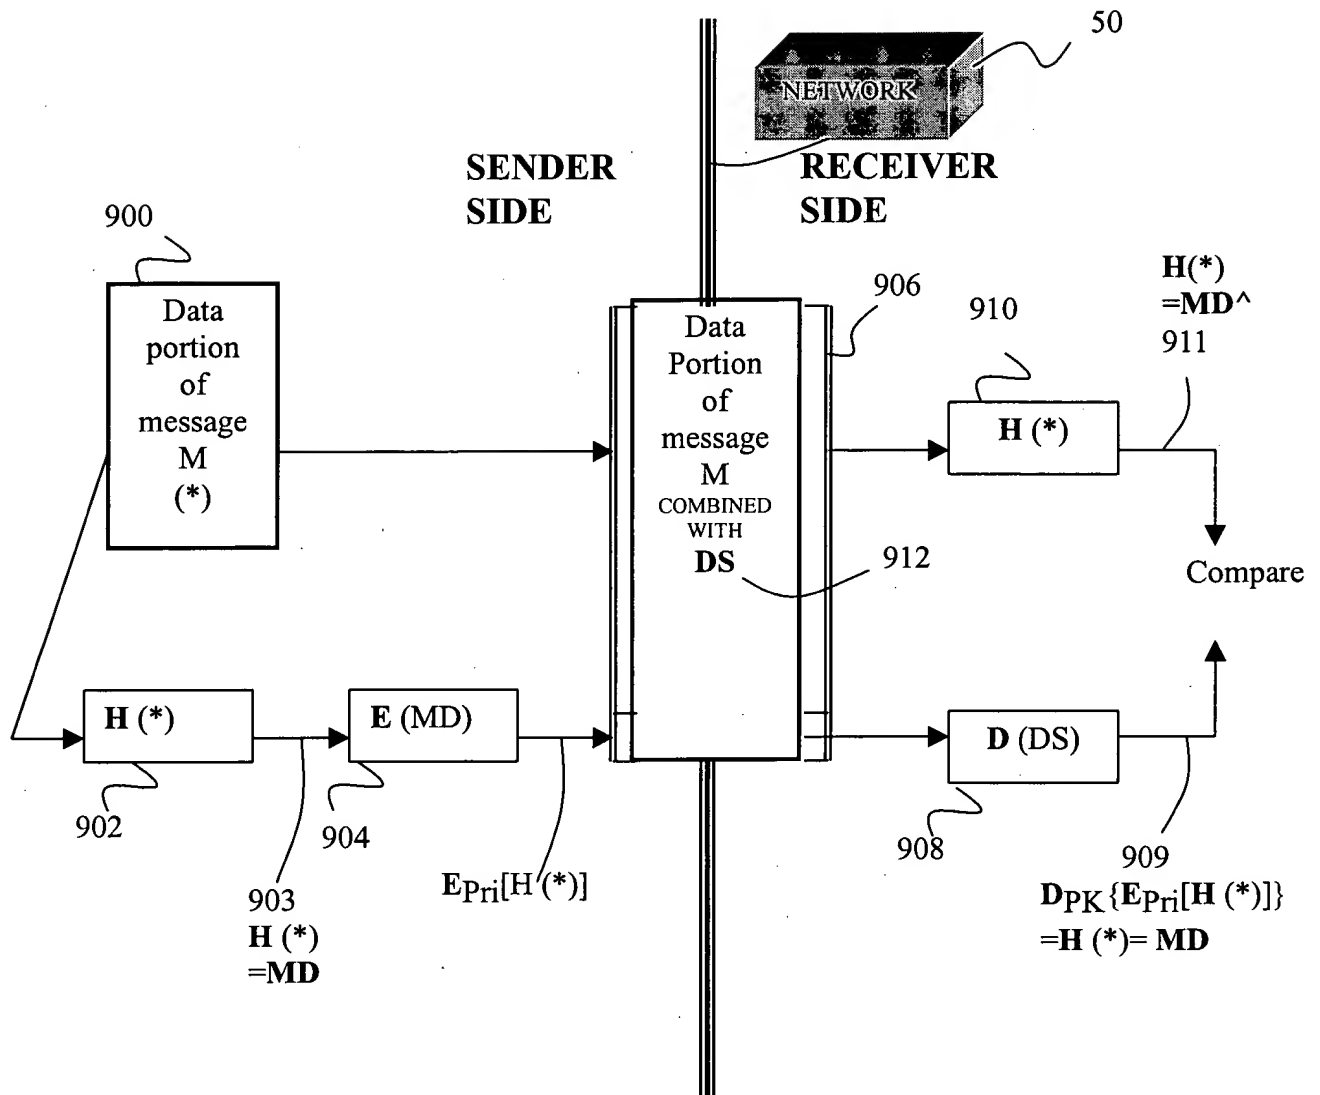 50
NETWORK
SENDER
SIDE
RECEIVER
SIDE
900
Data
portion
of
message
M
(*)
Data
Portion
of
message
M
COMBINED
WITH
DS
906
910
H(*)
=MD^
911
H (*)
912
Compare
H (*)
E (MD)
D (DS)
902
904
903
H (*)
=MD
EPri[H (*)]
908
909
DPK{EPri[H (*)]}
=H (*)= MD